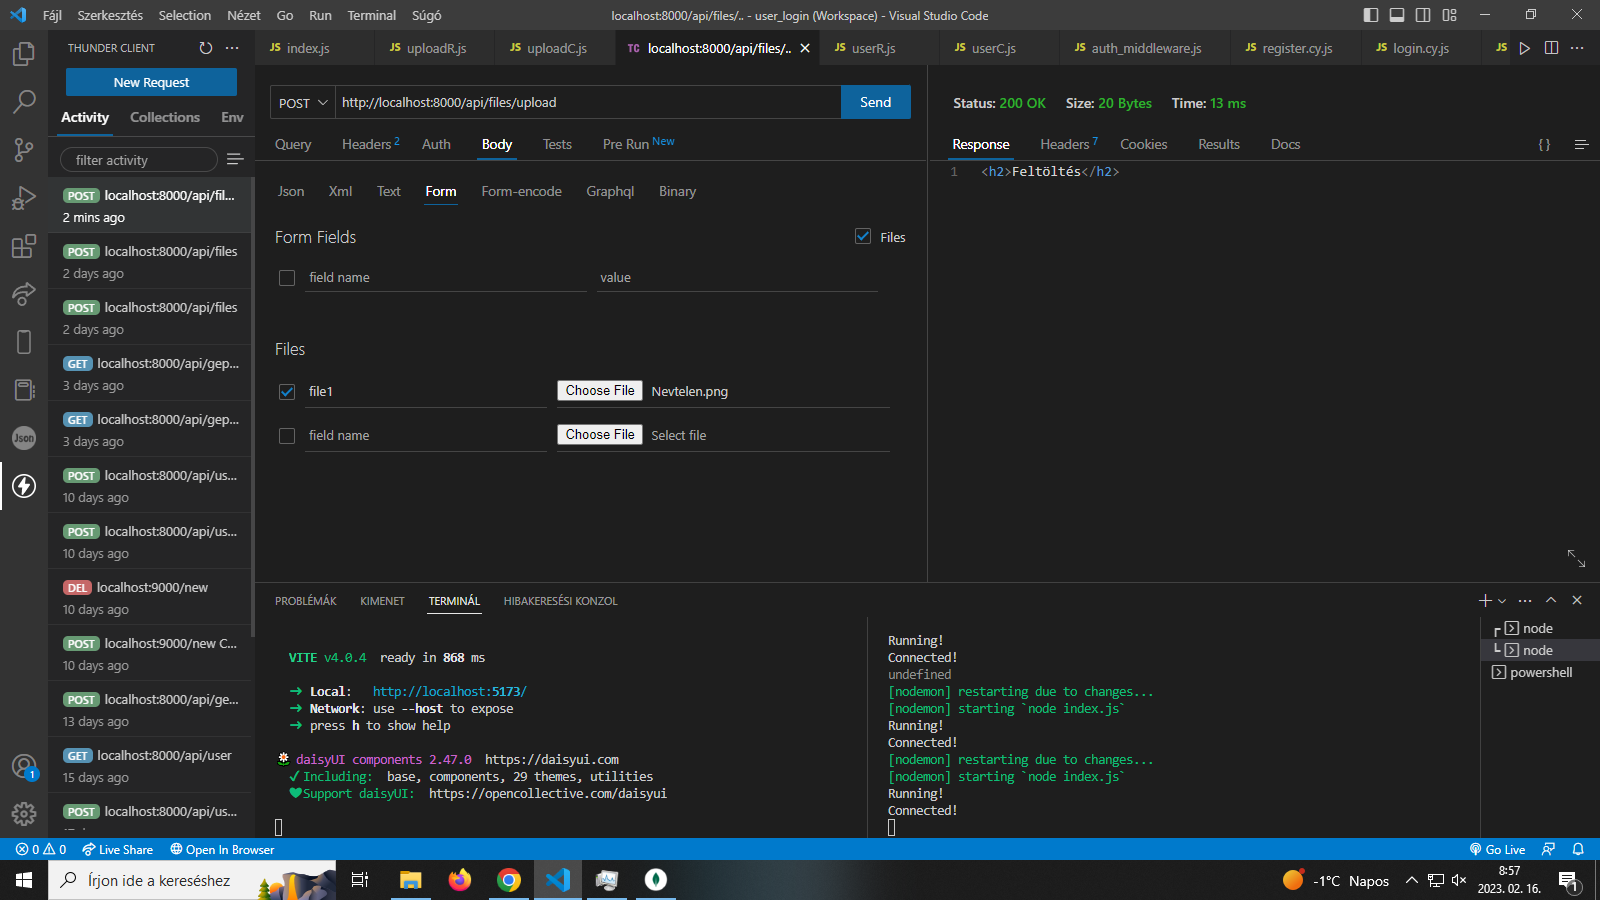 Fájl Szerkesztés Selection Nézet Go Run Terminal Súgó
localhost:8000/api/files/.. - user_login (Workspace) - Visual Studio Code
THUNDER CLIENT
New Request
Activity Collections Env
filter activity
POST localhost:8000/api/fil...
2 mins ago
POST localhost:8000/api/files
2 days ago
POST localhost:8000/api/files
2 days ago
GET localhost:8000/api/gep...
3 days ago
GET localhost:8000/api/gep...
3 days ago
POST localhost:8000/api/us...
10 days ago
POST localhost:8000/api/us...
10 days ago
DEL localhost:9000/new
10 days ago
POST localhost:9000/new C...
10 days ago
POST localhost:8000/api/ge...
13 days ago
GET localhost:8000/api/user
15 days ago
POST localhost:8000/api/us...
JS index.js JS uploadR.js JS uploadC.js TC localhost:8000/api/files/.. JS userR.js JS userC.js JS auth_middleware.js JS register.cy.js JS login.cy.js JS
POST http://localhost:8000/api/files/upload Send
Query Headers 2 Auth Body Tests Pre Run New
Json Xml Text Form Form-encode Graphql Binary
Form Fields Files
field name value
Files
file1 Choose File Nevtelen.png
field name Choose File Select file
Status: 200 OK Size: 20 Bytes Time: 13 ms
Response Headers 7 Cookies Results Docs {}
1 <h2>Feltöltés</h2>
PROBLÉMÁK KIMENET TERMINÁL HIBAKERESÉSI KONZOL
VITE v4.0.4 ready in 868 ms
➜ Local: http://localhost:5173/
➜ Network: use --host to expose
➜ press h to show help
🌼 daisyUI components 2.47.0 https://daisyui.com
✓ Including: base, components, 29 themes, utilities
♥Support daisyUI: https://opencollective.com/daisyui
Running!
Connected!
undefined
[nodemon] restarting due to changes...
[nodemon] starting `node index.js`
Running!
Connected!
[nodemon] restarting due to changes...
[nodemon] starting `node index.js`
Running!
Connected!
node
node
powershell
Json
1
0 0 Live Share Open In Browser Go Live
Írjon ide a kereséshez
-1°C Napos
8:57
2023. 02. 16.
1